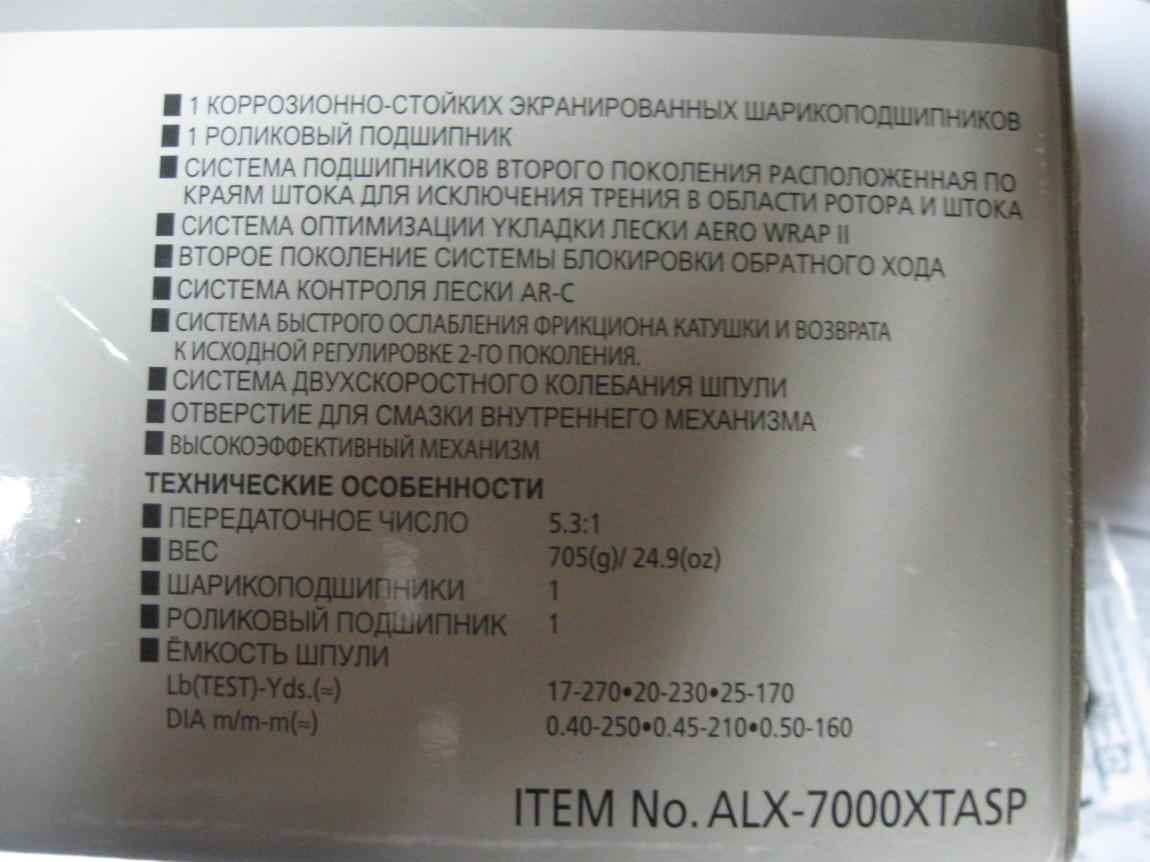 ■ 1 КОРРОЗИОННО-СТОЙКИХ ЭКРАНИРОВАННЫХ ШАРИКОПОДШИПНИКОВ
■ 1 РОЛИКОВЫЙ ПОДШИПНИК
■ СИСТЕМА ПОДШИПНИКОВ ВТОРОГО ПОКОЛЕНИЯ РАСПОЛОЖЕННАЯ ПО
КРАЯМ ШТОКА ДЛЯ ИСКЛЮЧЕНИЯ ТРЕНИЯ В ОБЛАСТИ РОТОРА И ШТОКА
■ СИСТЕМА ОПТИМИЗАЦИИ YКЛАДКИ ЛЕСКИ AERO WRAP II
■ ВТОРОЕ ПОКОЛЕНИЕ СИСТЕМЫ БЛОКИРОВКИ ОБРАТНОГО ХОДА
■ СИСТЕМА КОНТРОЛЯ ЛЕСКИ AR-C
■ СИСТЕМА БЫСТРОГО ОСЛАБЛЕНИЯ ФРИКЦИОНА КАТУШКИ И ВОЗВРАТА
К ИСХОДНОЙ РЕГУЛИРОВКЕ 2-ГО ПОКОЛЕНИЯ.
■ СИСТЕМА ДВУХСКОРОСТНОГО КОЛЕБАНИЯ ШПУЛИ
■ ОТВЕРСТИЕ ДЛЯ СМАЗКИ ВНУТРЕННЕГО МЕХАНИЗМА
■ ВЫСОКОЭФФЕКТИВНЫЙ МЕХАНИЗМ
ТЕХНИЧЕСКИЕ ОСОБЕННОСТИ
■ ПЕРЕДАТОЧНОЕ ЧИСЛО 5.3:1
■ ВЕС 705(g)/ 24.9(oz)
■ ШАРИКОПОДШИПНИКИ 1
■ РОЛИКОВЫЙ ПОДШИПНИК 1
■ ЁМКОСТЬ ШПУЛИ
Lb(TEST)-Yds.(≈) 17-270•20-230•25-170
DIA m/m-m(≈) 0.40-250•0.45-210•0.50-160
ITEM No. ALX-7000XTASP